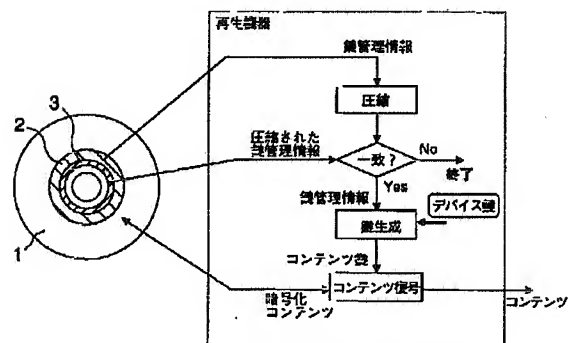 再生機器
鍵管理情報
圧縮
3
2
圧縮された
鍵管理情報
一致?
No
終了
Yes
鍵管理情報
デバイス鍵
1
鍵生成
コンテンツ鍵
暗号化
コンテンツ
コンテンツ復号
コンテンツ